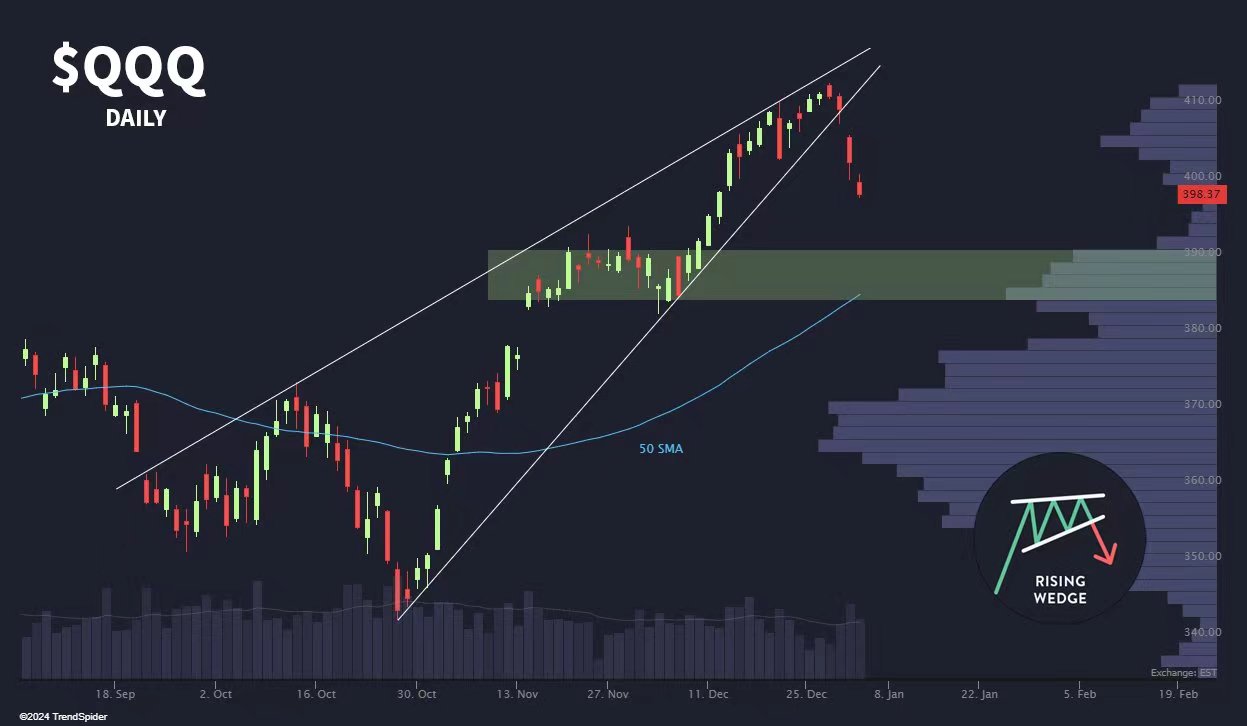 $QQQ
DAILY
410.00
400.00
398.37
390.00
380.00
370.00
50 SMA
360.00
350.00
RISING
WEDGE
340.00
Exchange: EST
18. Sep 2. Oct 16. Oct 30. Oct 13. Nov 27. Nov 11. Dec 25. Dec 8. Jan 22. Jan 5. Feb 19. Feb
©2024 TrendSpider